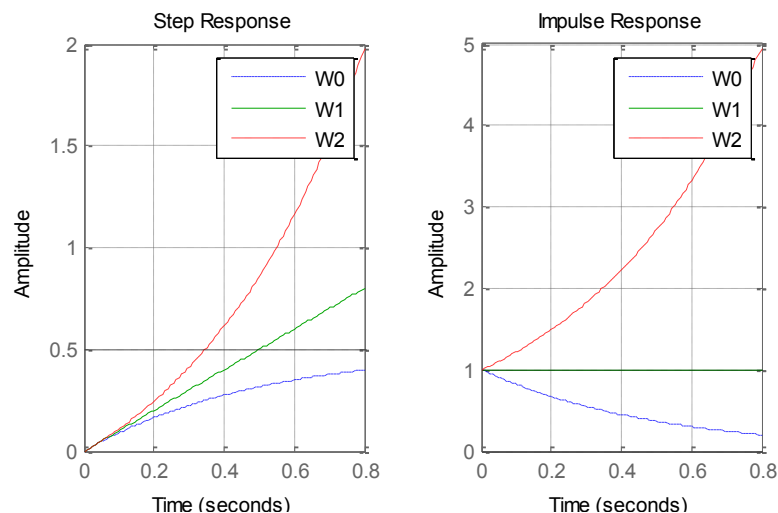 Step Response
2
1.5
1
0.5
0
0
0.2
0.4
0.6
0.8
Amplitude
Time (seconds)
W0
W1
W2
Impulse Response
5
4
3
2
1
0
0
0.2
0.4
0.6
0.8
Amplitude
Time (seconds)
W0
W1
W2